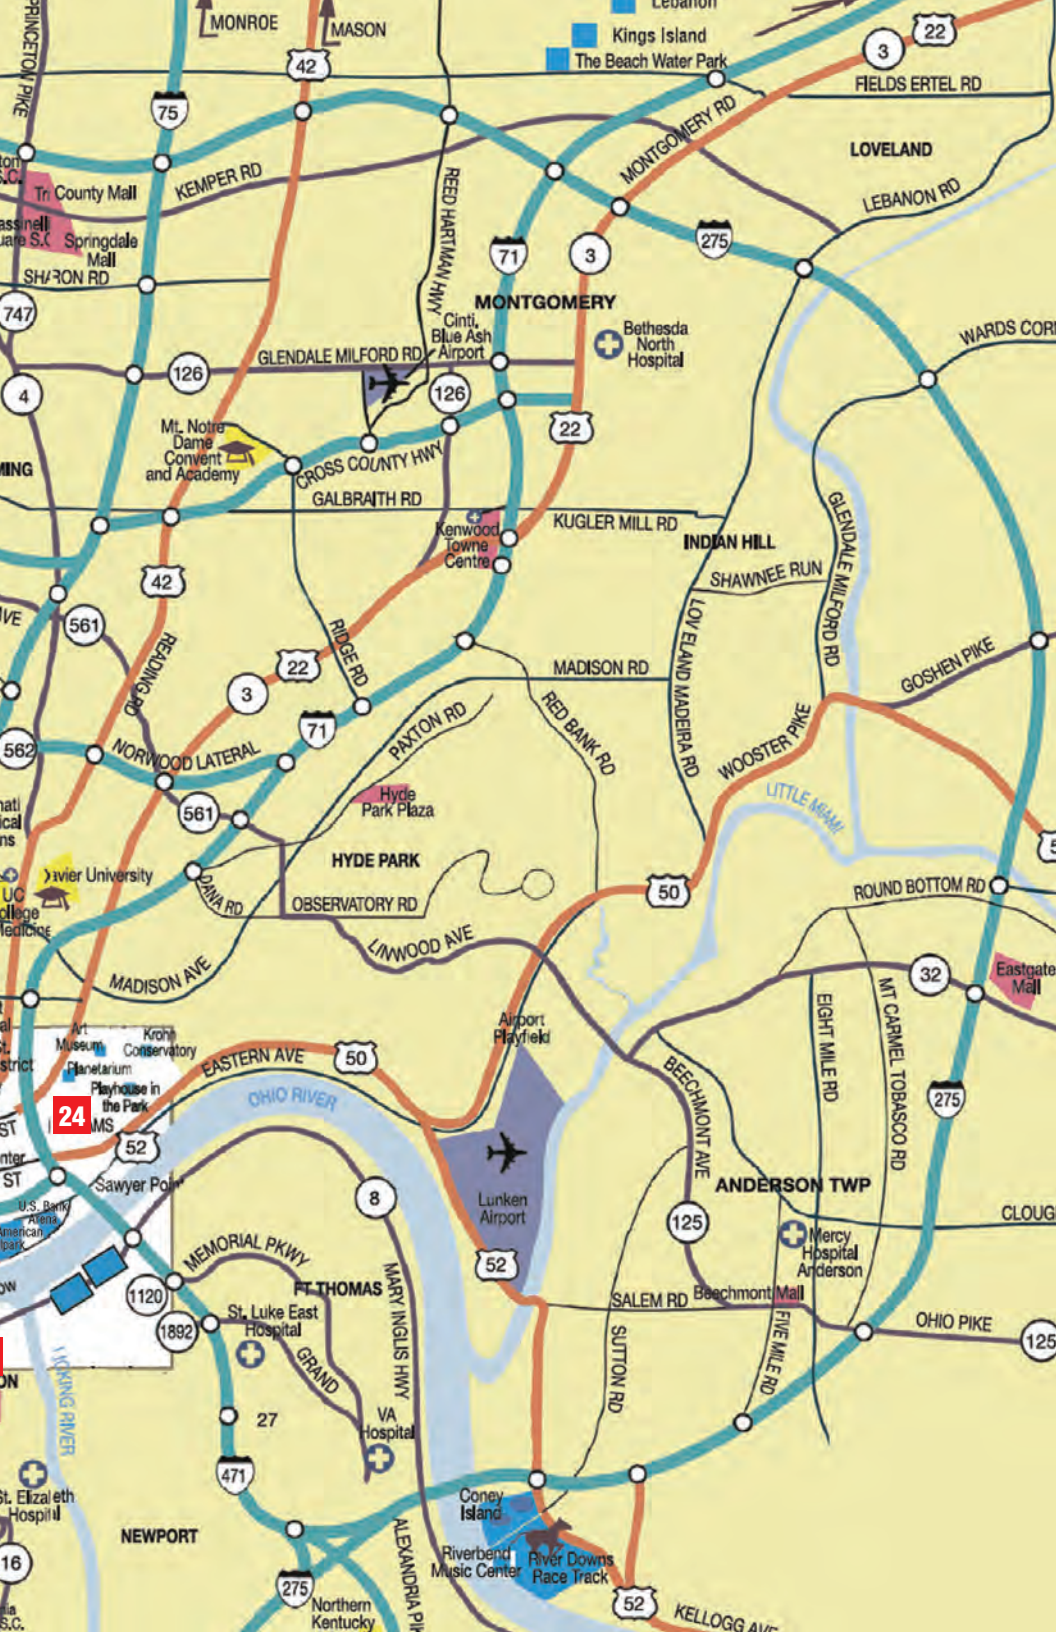 Lebanon
Kings Island
The Beach Water Park
MONROE
MASON
PRINCETON PIKE
42
75
22
3
FIELDS ERTEL RD
MONTGOMERY RD
LOVELAND
LEBANON RD
KEMPER RD
Tri County Mall
Springdale
Mall
SHARON RD
REED HARTMAN HWY
71
3
275
747
MONTGOMERY
Cinti.
Blue Ash
Airport
Bethesda
North
Hospital
WARDS COR
GLENDALE MILFORD RD
126
126
4
22
Mt. Notre
Dame
Convent
and Academy
CROSS COUNTY HWY
GALBRAITH RD
KUGLER MILL RD
Kenwood
Towne
Centre
INDIAN HILL
SHAWNEE RUN
GLENDALE MILFORD RD
42
561
READING RD
RIDGE RD
22
3
MADISON RD
LOVELAND MADEIRA RD
GOSHEN PIKE
RED BANK RD
PAXTON RD
WOOSTER PIKE
71
562
NORWOOD LATERAL
LITTLE MIAMI
Hyde
Park Plaza
561
HYDE PARK
Xavier University
UC
DANA RD
OBSERVATORY RD
50
ROUND BOTTOM RD
LINWOOD AVE
MADISON AVE
32
Eastgate
Mall
EIGHT MILE RD
MT CARMEL TOBASCO RD
Airport
Playfield
Art
Museum
Krohn
Conservatory
Planetarium
Playhouse in
the Park
24
EASTERN AVE
50
OHIO RIVER
BEECHMONT AVE
275
52
ST
ST
Sawyer Point
U.S. Bank
Arena
8
Lunken
Airport
ANDERSON TWP
125
CLOUG
Mercy
Hospital
Anderson
52
MEMORIAL PKWY
FT THOMAS
1120
1892
St. Luke East
Hospital
GRAND
MARY INGLIS HWY
SALEM RD
Beechmont Mall
OHIO PIKE
125
SUTTON RD
FIVE MILE RD
LICKING RIVER
27
VA
Hospital
471
St. Elizabeth
Hospital
Coney
Island
NEWPORT
Riverbend
Music Center
River Downs
Race Track
16
275
Northern
Kentucky
ALEXANDRIA PIK
52
KELLOGG AVE